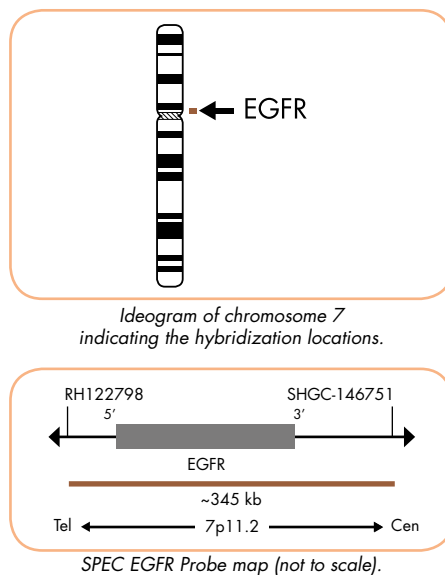 EGFR
Ideogram of chromosome 7
indicating the hybridization locations.
RH122798 SHGC-146751
5’ 3’
EGFR
~345 kb
Tel 7p11.2 Cen
SPEC EGFR Probe map (not to scale).